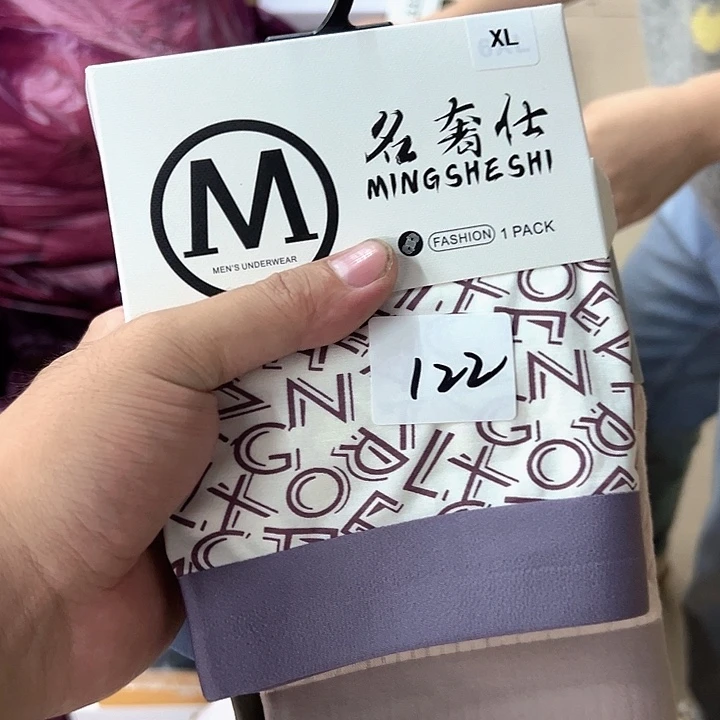 XL
M
MEN'S UNDERWEAR
名奢仕
MINGSHESHI
FASHION 1 PACK
122